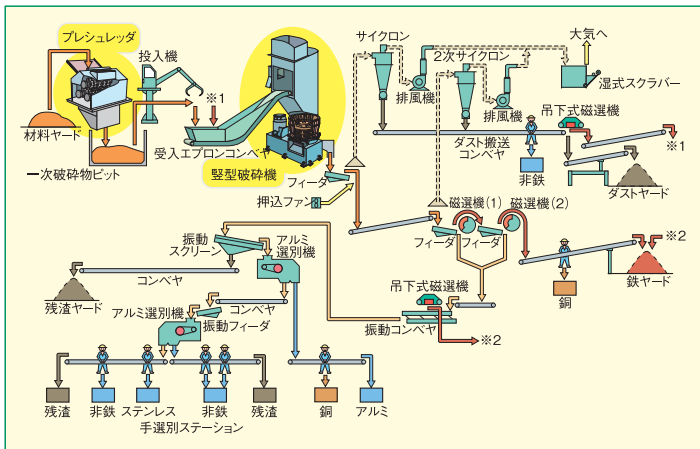 プレシュレッダ
投入機
材料ヤード
一次破砕物ピット
※1
受入エプロンコンベヤ
竪型破砕機
フィーダ
押込ファン
サイクロン
排風機
2次サイクロン
排風機
大気へ
湿式スクラバー
吊下式磁選機
ダスト搬送
コンベヤ
非鉄
※1
ダストヤード
磁選機(1)
磁選機(2)
フィーダ
フィーダ
※2
銅
鉄ヤード
振動
スクリーン
アルミ
選別機
コンベヤ
残渣ヤード
コンベヤ
アルミ選別機
振動フィーダ
吊下式磁選機
振動コンベヤ
※2
残渣
非鉄
ステンレス
非鉄
残渣
銅
アルミ
手選別ステーション